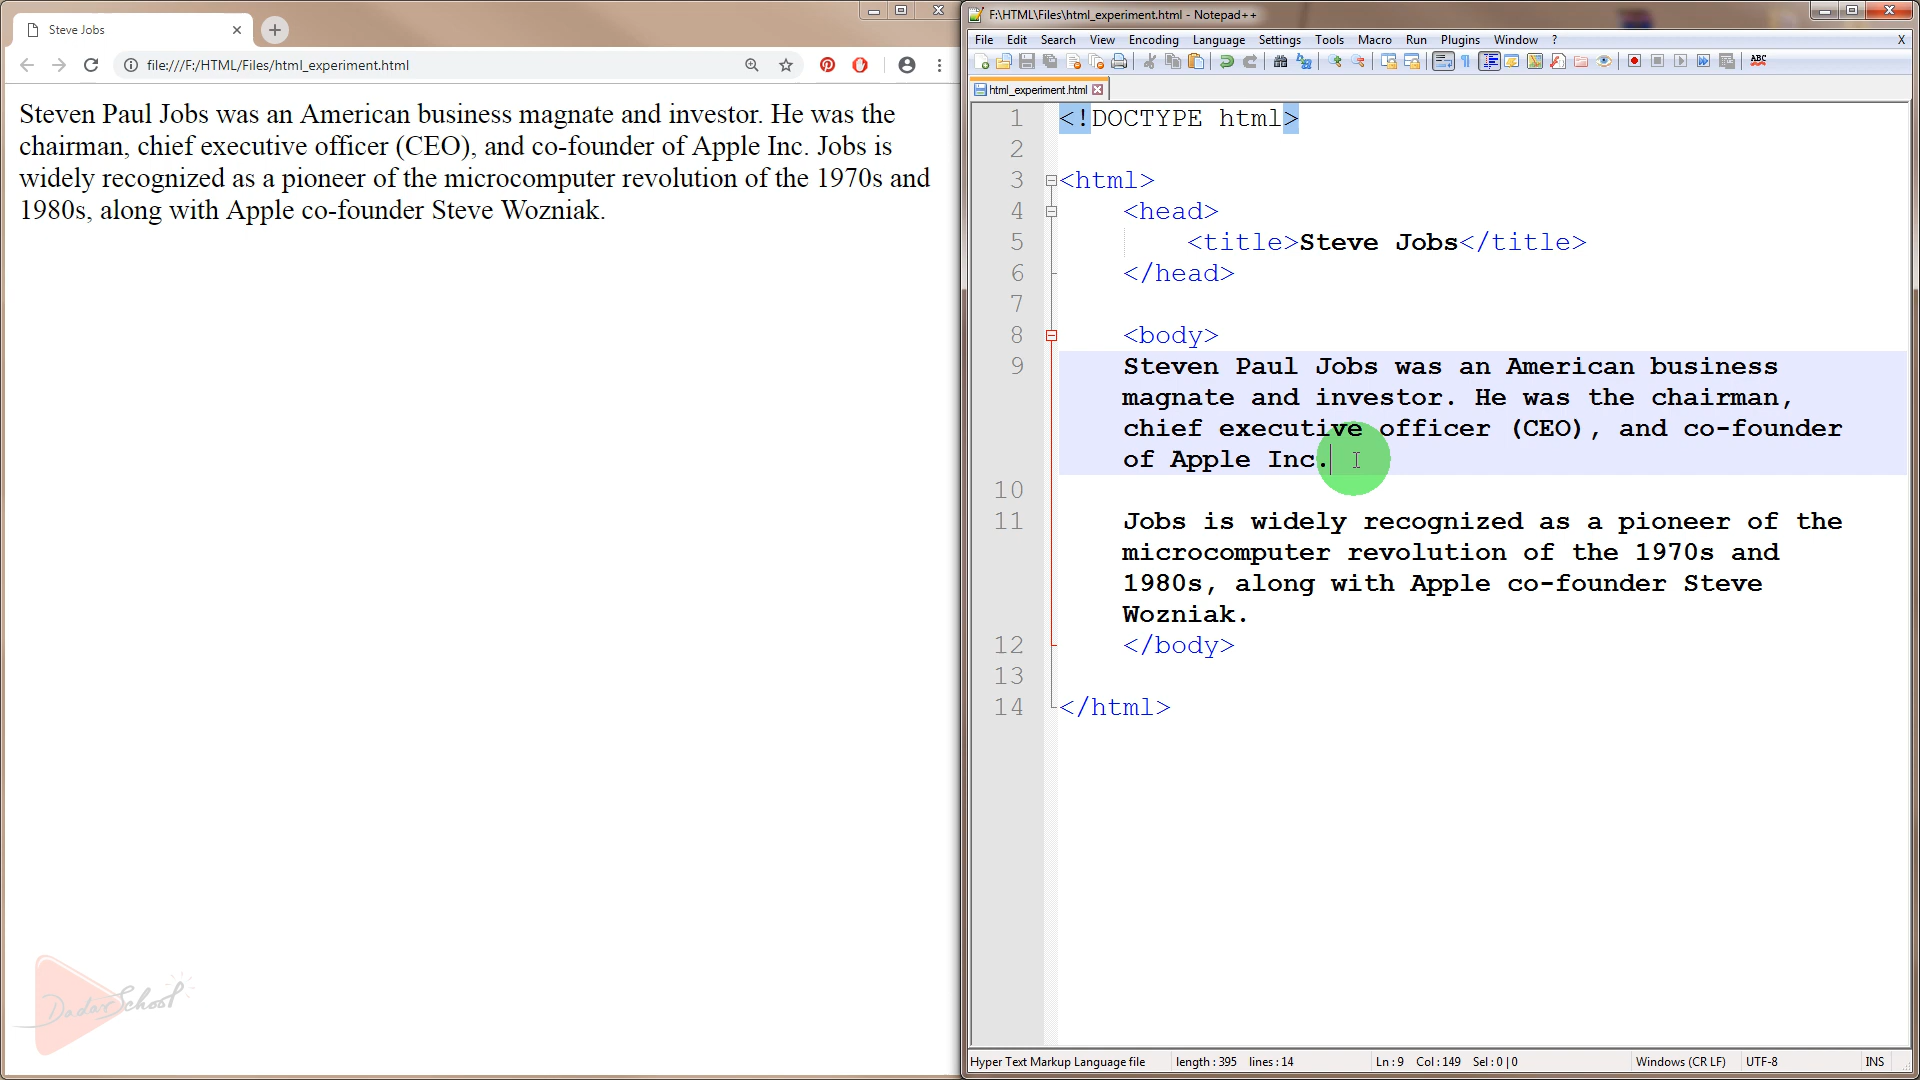 Steve Jobs
file:///F:/HTML/Files/html_experiment.html
Steven Paul Jobs was an American business magnate and investor. He was the
chairman, chief executive officer (CEO), and co-founder of Apple Inc. Jobs is
widely recognized as a pioneer of the microcomputer revolution of the 1970s and
1980s, along with Apple co-founder Steve Wozniak.
DadarSchool
F:\HTML\Files\html_experiment.html - Notepad++
File Edit Search View Encoding Language Settings Tools Macro Run Plugins Window ? X
ABC
html_experiment.html
1 <!DOCTYPE html>
2
3 <html>
4 <head>
5 <title>Steve Jobs</title>
6 </head>
7
8 <body>
9 Steven Paul Jobs was an American business
magnate and investor. He was the chairman,
chief executive officer (CEO), and co-founder
of Apple Inc.
10
11 Jobs is widely recognized as a pioneer of the
microcomputer revolution of the 1970s and
1980s, along with Apple co-founder Steve
Wozniak.
12 </body>
13
14 </html>
Hyper Text Markup Language file length : 395 lines : 14 Ln : 9 Col : 149 Sel : 0 | 0 Windows (CR LF) UTF-8 INS